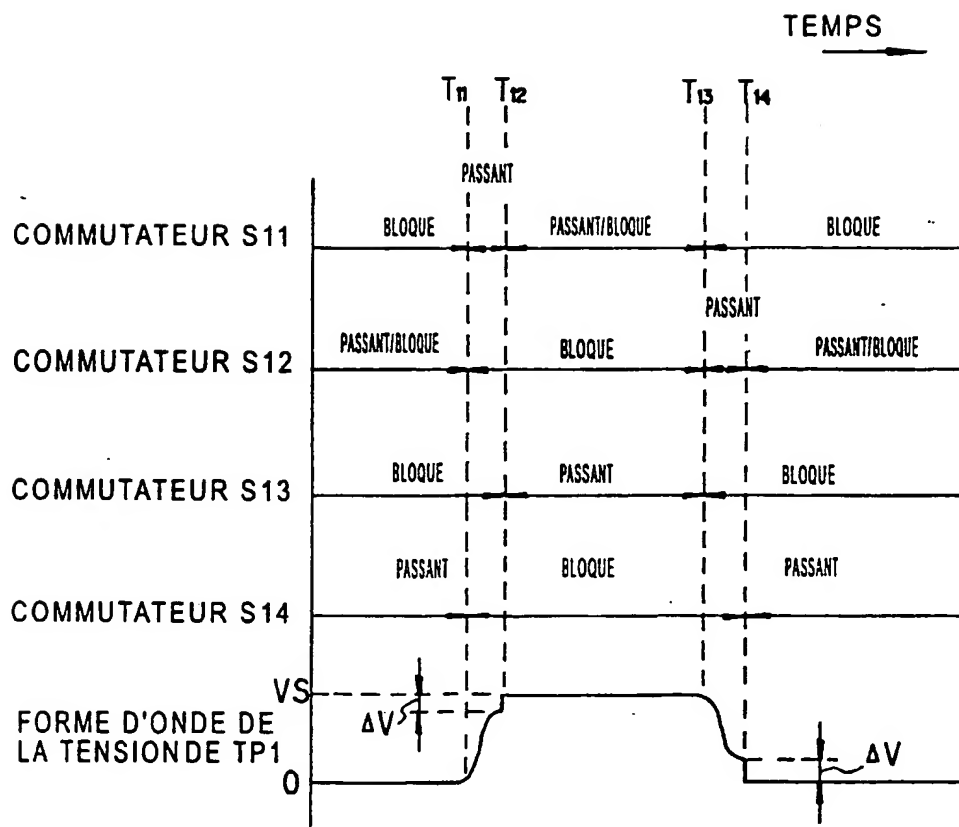 TEMPS
T11 T12 T13 T14
PASSANT
COMMUTATEUR S11 BLOQUE PASSANT/BLOQUE BLOQUE
PASSANT
COMMUTATEUR S12 PASSANT/BLOQUE BLOQUE PASSANT/BLOQUE
COMMUTATEUR S13 BLOQUE PASSANT BLOQUE
COMMUTATEUR S14 PASSANT BLOQUE PASSANT
VS
ΔV
FORME D'ONDE DE
LA TENSIONDE TP1
ΔV
0